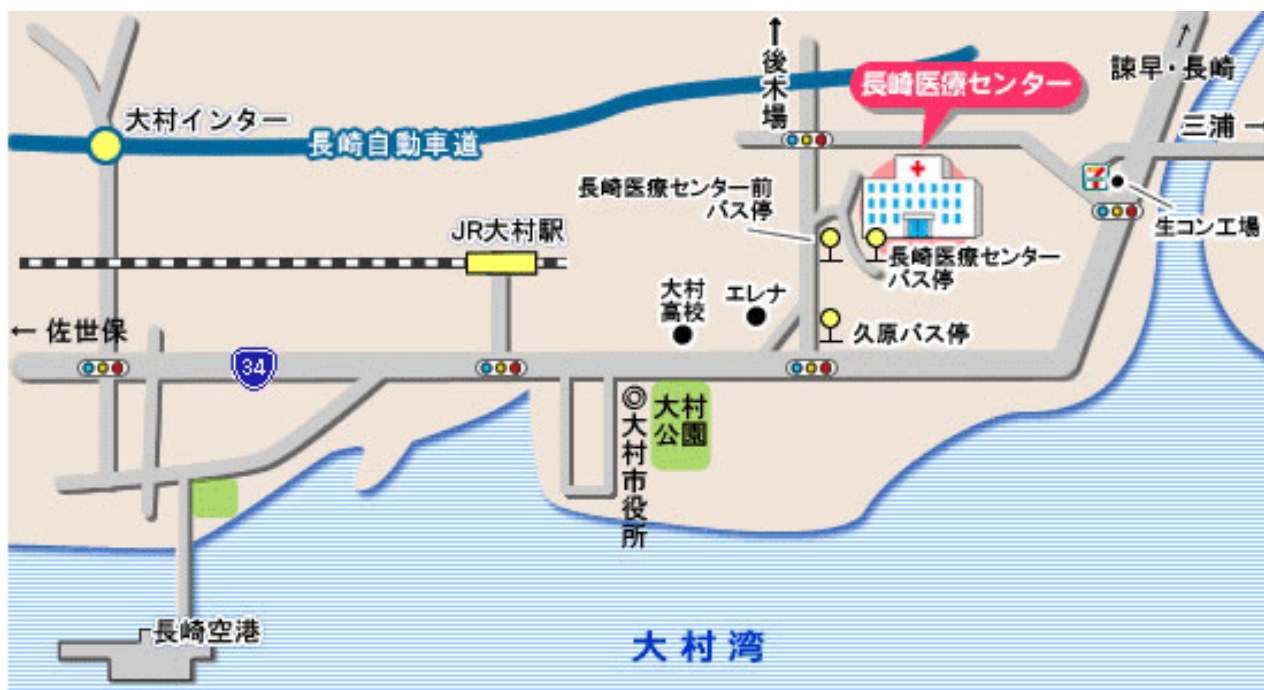 ↑
後木場
諫早・長崎
長崎医療センター
大村インター
三浦→
長崎自動車道
長崎医療センター前
バス停
7
生コン工場
JR大村駅
長崎医療センター
バス停
大村
高校
エレナ
← 佐世保
久原バス停
34
◎大村市役所
大村
公園
長崎空港
大村湾